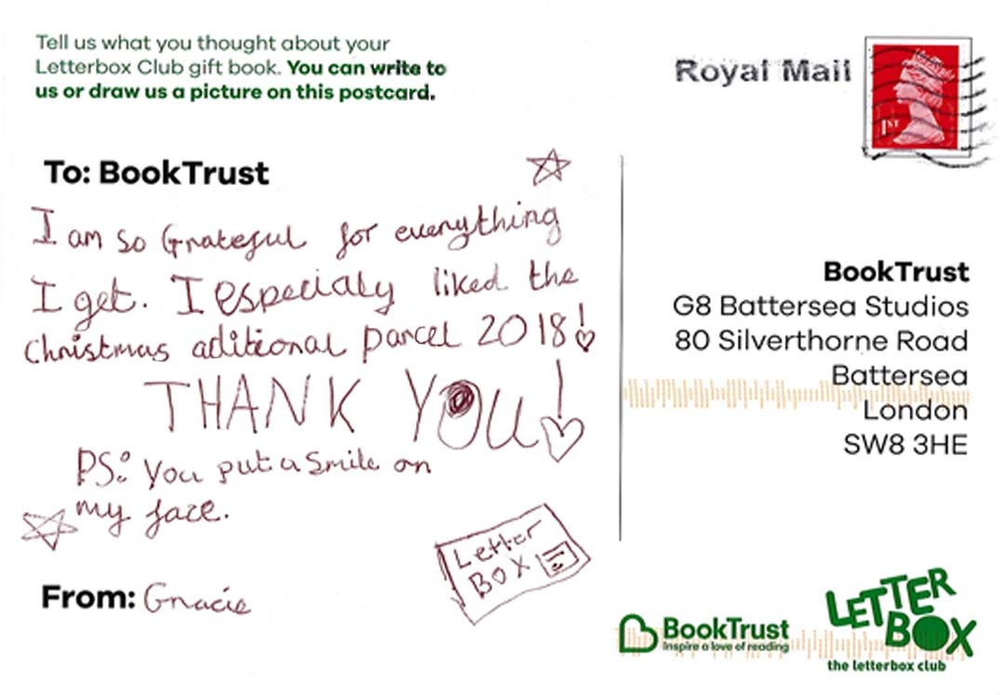 Tell us what you thought about your
Letterbox Club gift book. You can write to
us or draw us a picture on this postcard.
Royal Mail
1ST
To: BookTrust
I am so Grateful for everything
I get. I especialy liked the
christmas aditional parcel 2018!
THANK YOU!
PS: You put a smile on
my face.
Letter
BOX
From: Gracie
BookTrust
G8 Battersea Studios
80 Silverthorne Road
Battersea
London
SW8 3HE
BookTrust
Inspire a love of reading
LETTER
BOX
the letterbox club